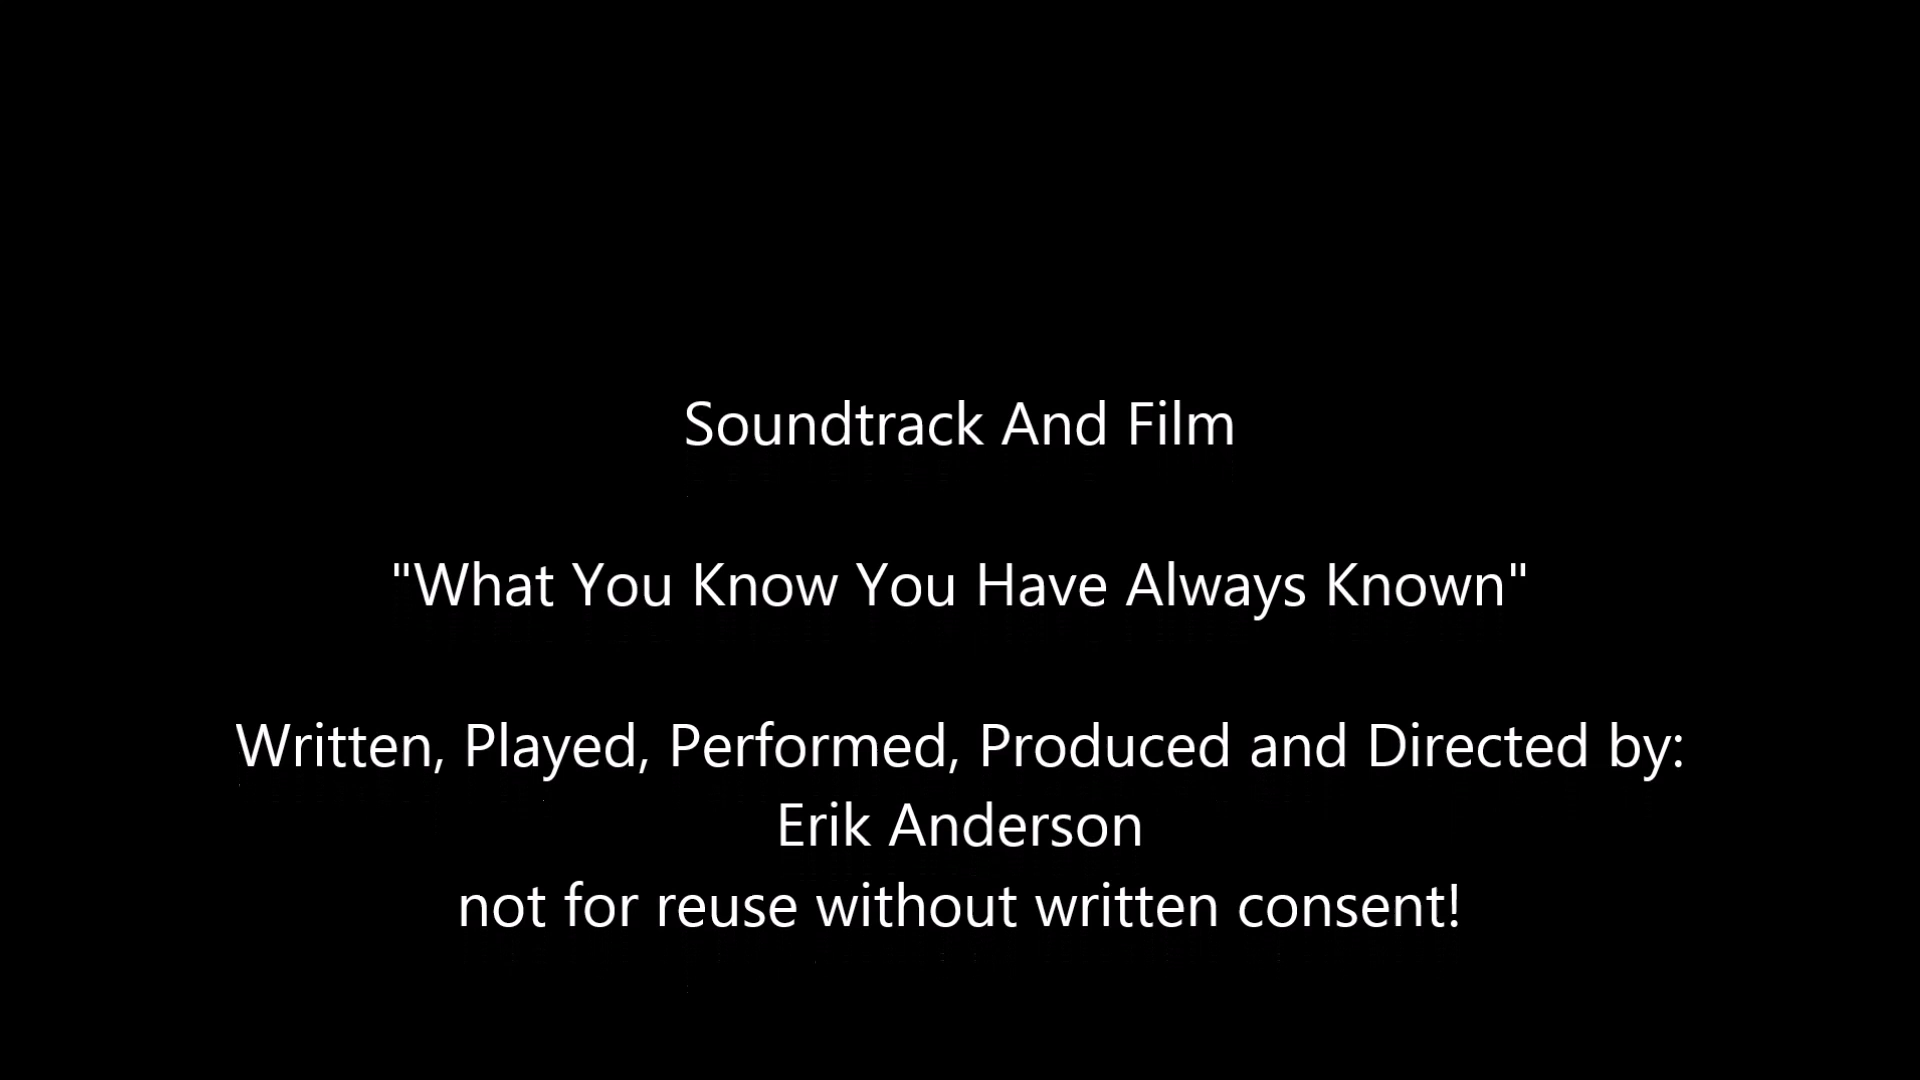 Soundtrack And Film
"What You Know You Have Always Known"
Written, Played, Performed, Produced and Directed by:
Erik Anderson
not for reuse without written consent!